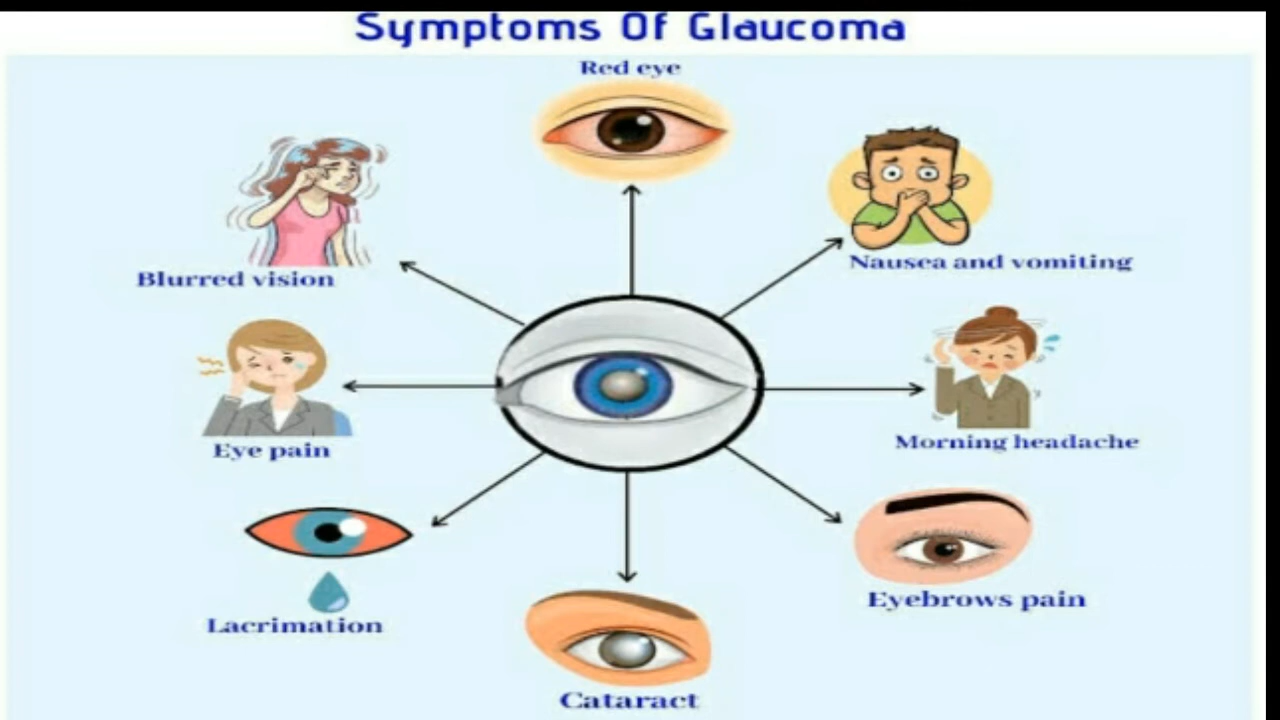 Symptoms Of Glaucoma
Red eye
Nausea and vomiting
Blurred vision
Morning headache
Eye pain
Eyebrows pain
Lacrimation
Cataract